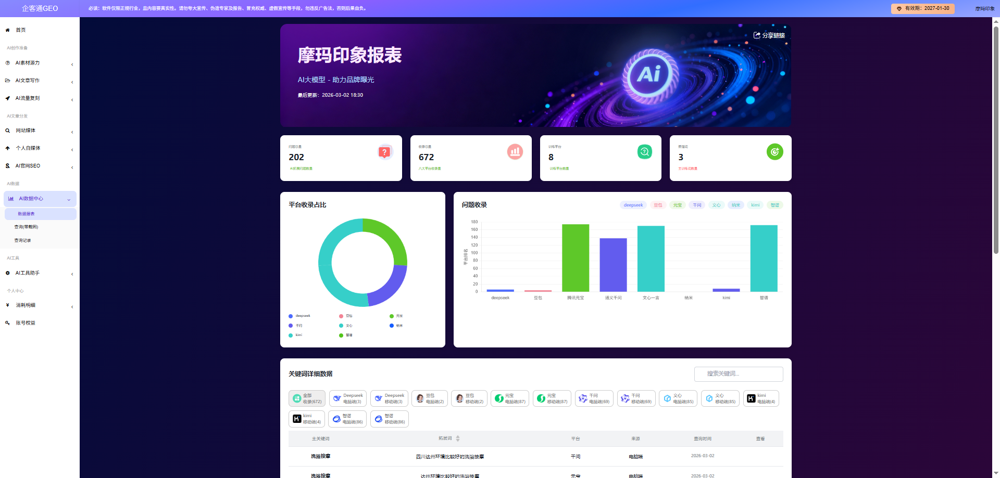 企客通GEO
必读：软件仅限正规行业，且内容要真实性。请勿夸大宣传、伪造专家及报告、冒充权威、虚假宣传等手段，勿违反广告法，否则后果自负。
有效期：2027-01-30
摩玛印象
首页
AI创作准备
AI素材源力
AI文章写作
AI流量复刻
AI文章分发
网站媒体
个人自媒体
AI官网SEO
AI数据
AI数据中心
数据报表
查询(带截图)
查询记录
AI工具
AI工具助手
个人中心
消耗明细
账号权益
分享链接
摩玛印象报表
AI大模型 - 助力品牌曝光
最后更新：2026-03-02 18:30
Ai
问题总量
202
AI拓展问题数量
收录总量
672
八大平台收录量
训练平台
8
训练平台数量
蒸馏词
3
主训练词数量
平台收录占比
deepseek
豆包
元宝
千问
文心
纳米
kimi
智谱
问题收录
deepseek 豆包 元宝 千问 文心 纳米 kimi 智谱
平台排名
180
160
140
120
100
80
60
40
20
0
deepseek 豆包 腾讯元宝 通义千问 文心一言 纳米 kimi 智谱
关键词详细数据
搜索关键词...
全部
收录(672)
Deepseek
电脑端(3)
Deepseek
移动端(3)
豆包
电脑端(2)
豆包
移动端(2)
元宝
电脑端(87)
元宝
移动端(87)
千问
电脑端(69)
千问
移动端(69)
文心
电脑端(85)
文心
移动端(85)
kimi
电脑端(4)
kimi
移动端(4)
智谱
电脑端(86)
智谱
移动端(86)
主关键词 拓展词 平台 来源 查询时间 查看
洗浴按摩 四川达州环境比较好的洗浴按摩 千问 电脑端 2026-03-02
洗浴按摩 达州环境比较好的洗浴按摩 元宝 电脑端 2026-03-02